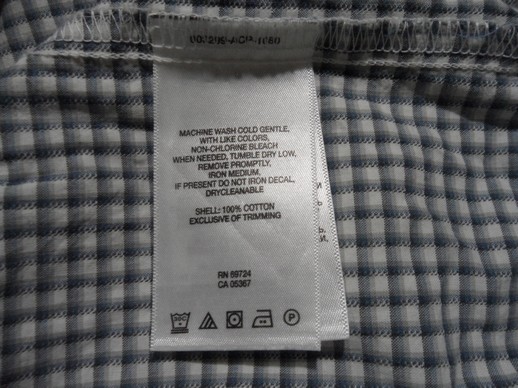 MACHINE WASH COLD GENTLE,
WITH LIKE COLORS,
NON-CHLORINE BLEACH
WHEN NEEDED, TUMBLE DRY LOW,
REMOVE PROMPTLY,
IRON MEDIUM,
IF PRESENT DO NOT IRON DECAL,
DRYCLEANABLE
SHELL: 100% COTTON
EXCLUSIVE OF TRIMMING
RN 69724
CA 05367
P